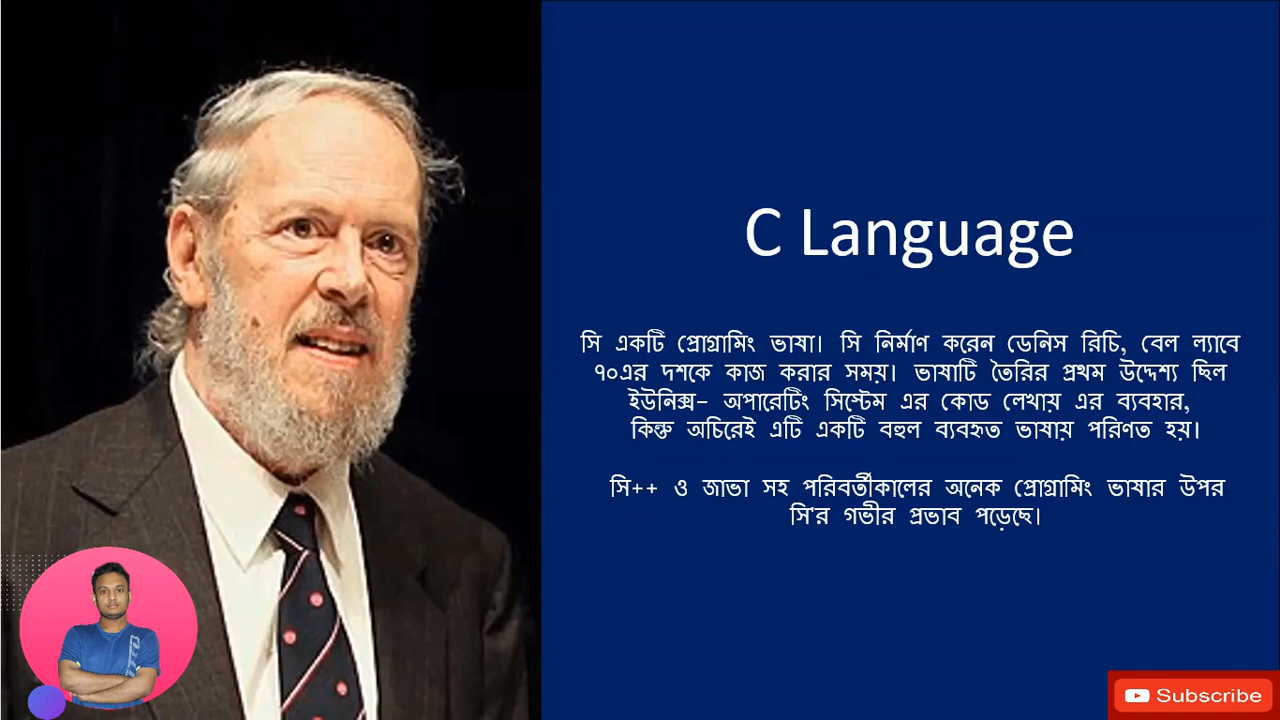 C Language
সি একটি প্রোগ্রামিং ভাষা। সি নির্মাণ করেন ডেনিস রিচি, বেল ল্যাবে
৭০এর দশকে কাজ করার সময়। ভাষাটি তৈরির প্রথম উদ্দেশ্য ছিল
ইউনিক্স– অপারেটিং সিস্টেম এর কোড লেখায় এর ব্যবহার,
কিন্তু অচিরেই এটি একটি বহুল ব্যবহৃত ভাষায় পরিণত হয়।
সি++ ও জাভা সহ পরিবর্তীকালের অনেক প্রোগ্রামিং ভাষার উপর
সি'র গভীর প্রভাব পড়েছে।
Subscribe